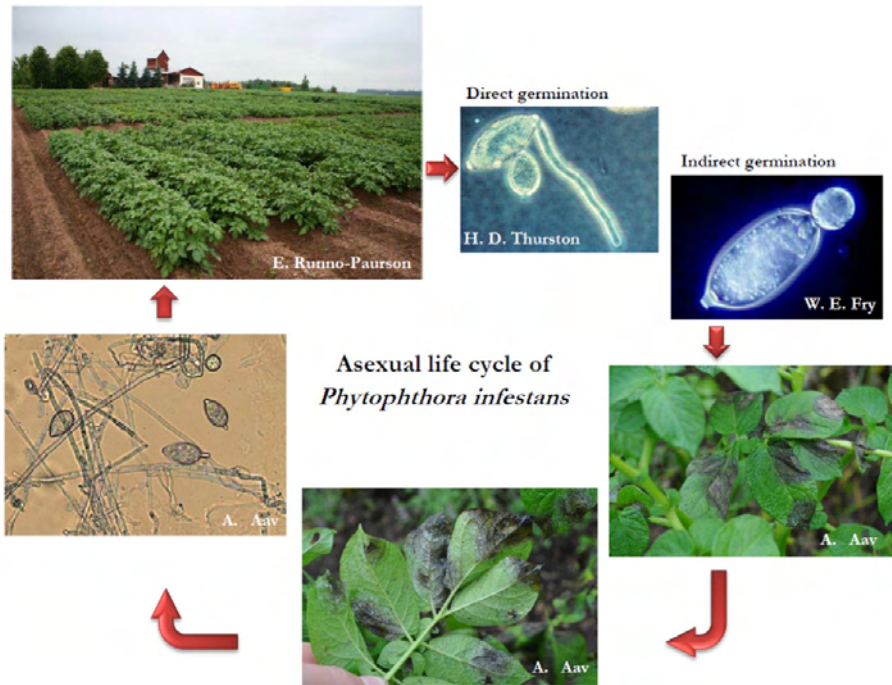 Direct germination
Indirect germination
E. Runno-Paurson
H. D. Thurston
W. E. Fry
Asexual life cycle of
Phytophthora infestans
A. Aav
A. Aav
A. Aav